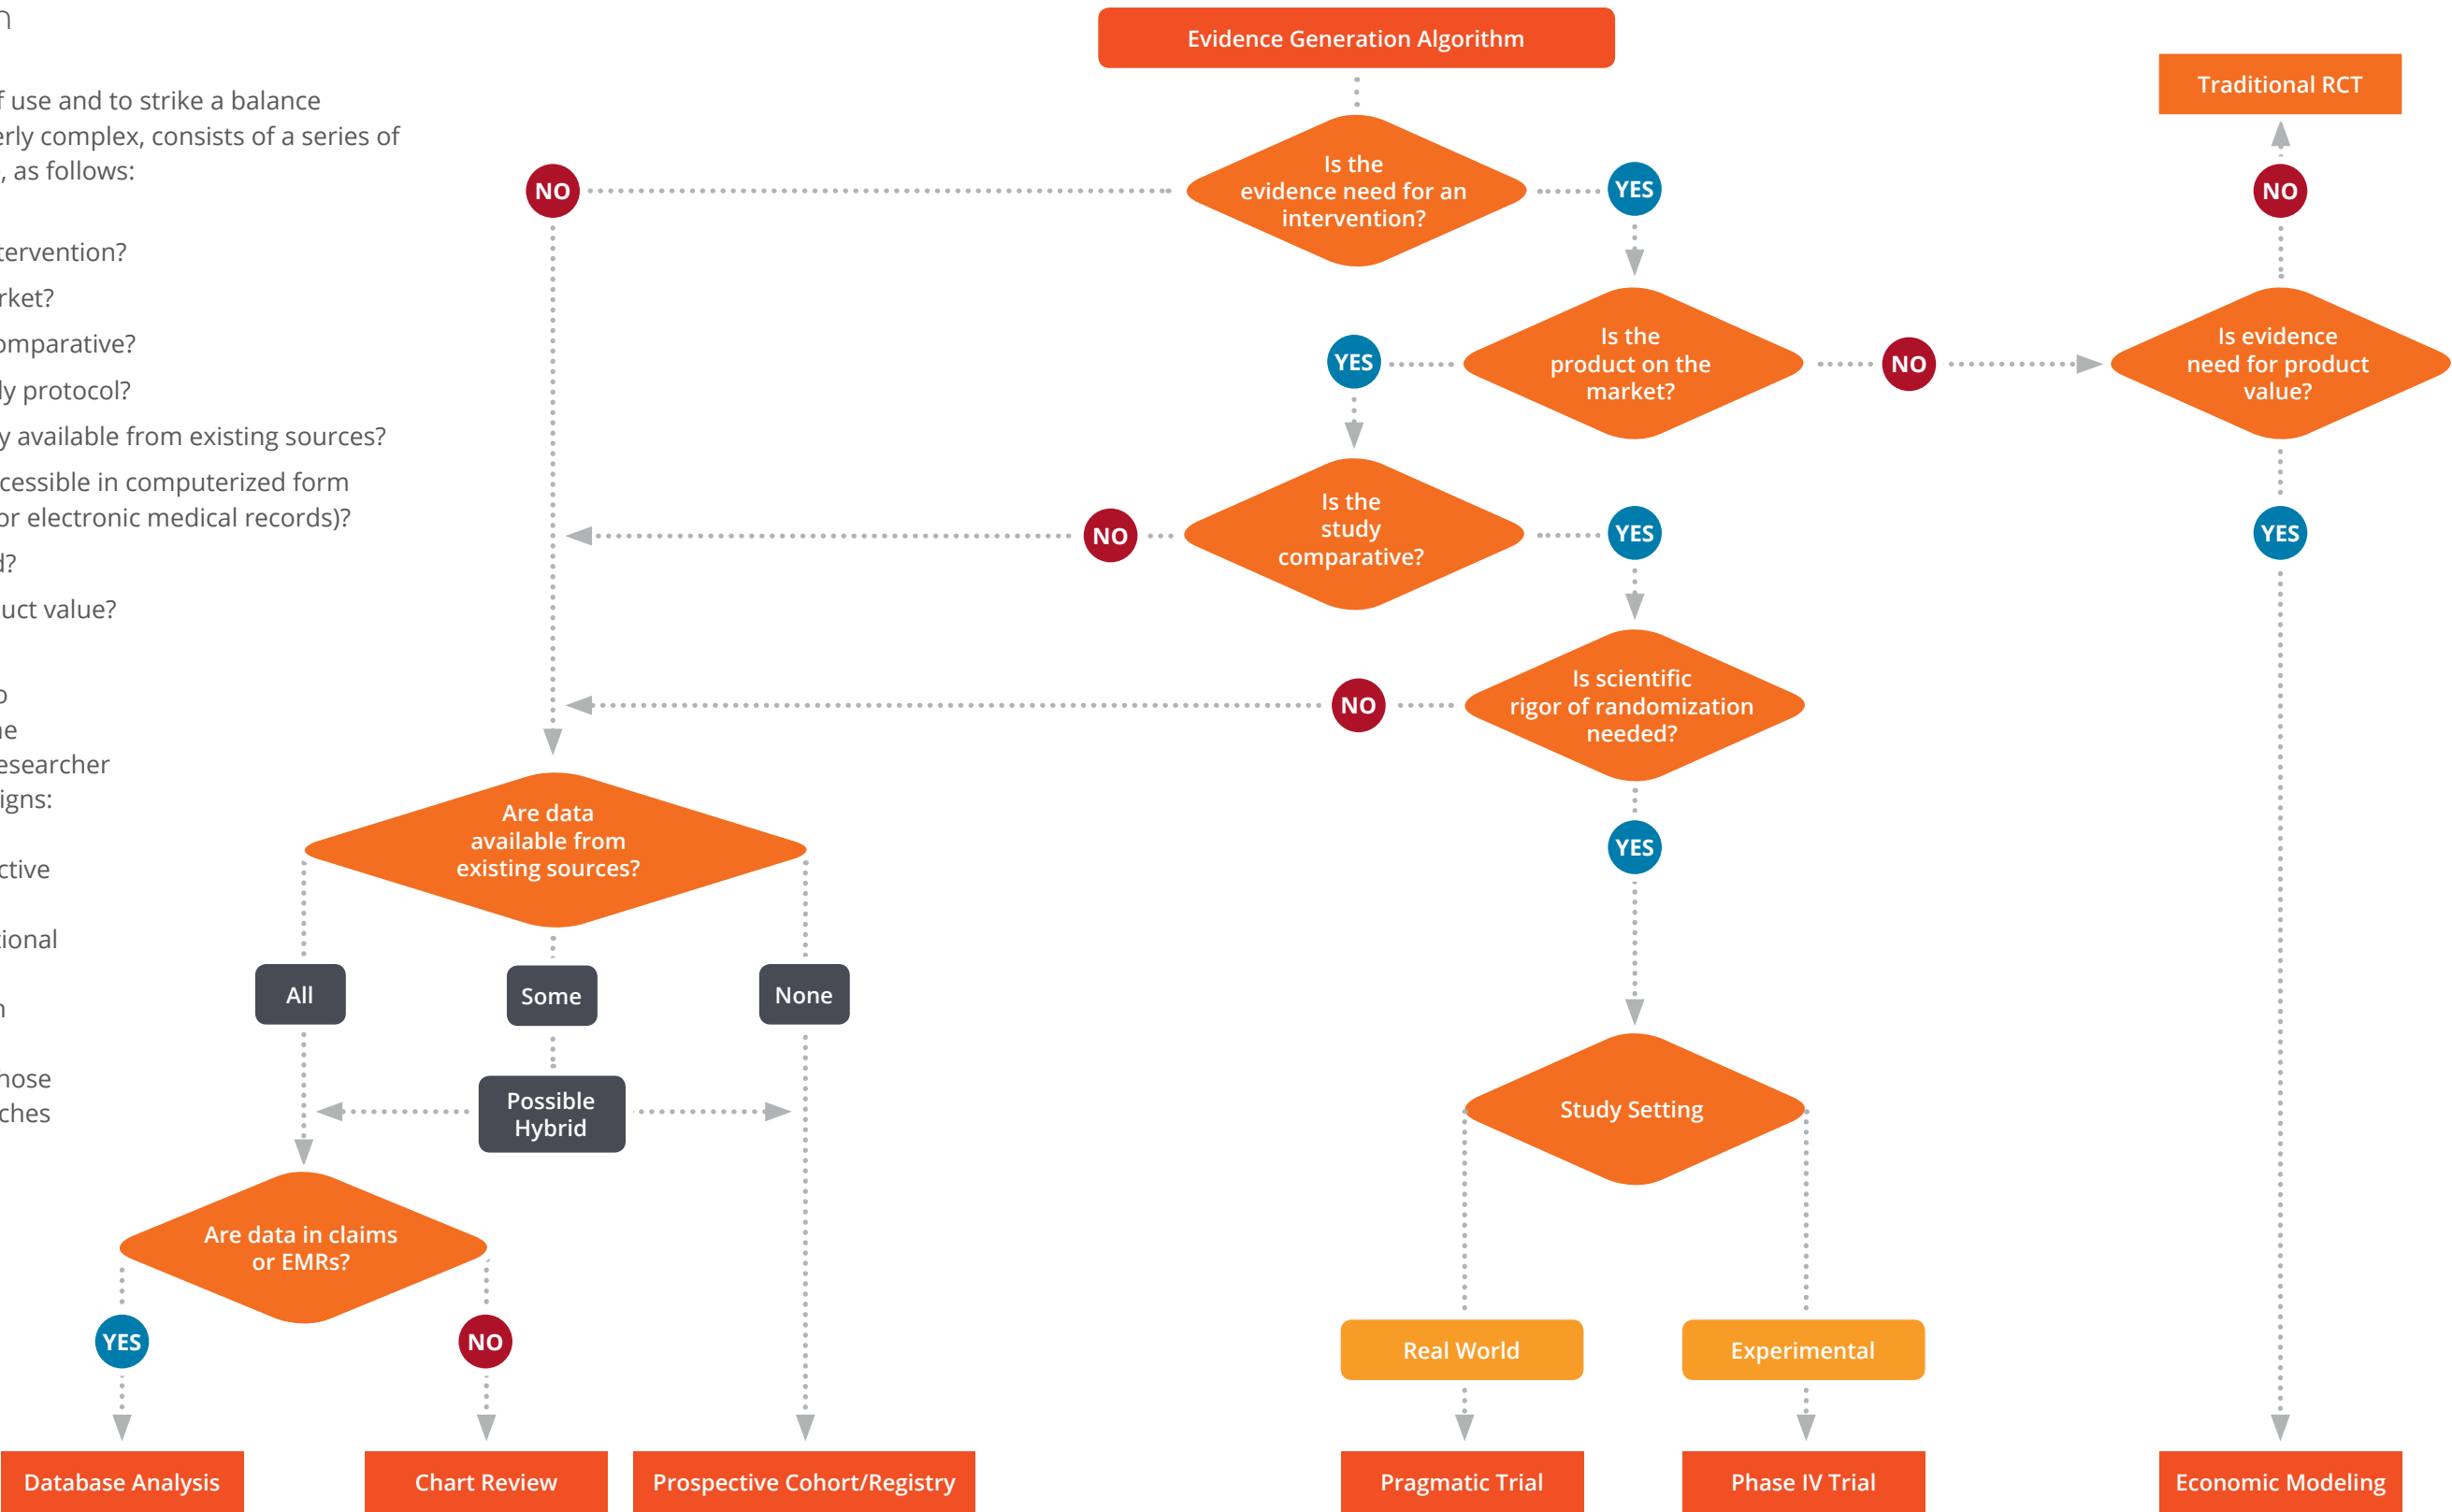 f use and to strike a balance
erly complex, consists of a series of
, as follows:
tervention?
rket?
omparative?
ly protocol?
y available from existing sources?
cessible in computerized form
or electronic medical records)?
d?
uct value?
esearcher
igns:
ctive
tional
hose
ches
Evidence Generation Algorithm
Is the
evidence need for an
intervention?
NO
YES
Is the
product on the
market?
YES
NO
Is evidence
need for product
value?
NO
Traditional RCT
YES
Economic Modeling
Is the
study
comparative?
NO
YES
Is scientific
rigor of randomization
needed?
NO
YES
Study Setting
Real World
Experimental
Pragmatic Trial
Phase IV Trial
Are data
available from
existing sources?
All
Some
None
Possible
Hybrid
Are data in claims
or EMRs?
YES
NO
Database Analysis
Chart Review
Prospective Cohort/Registry